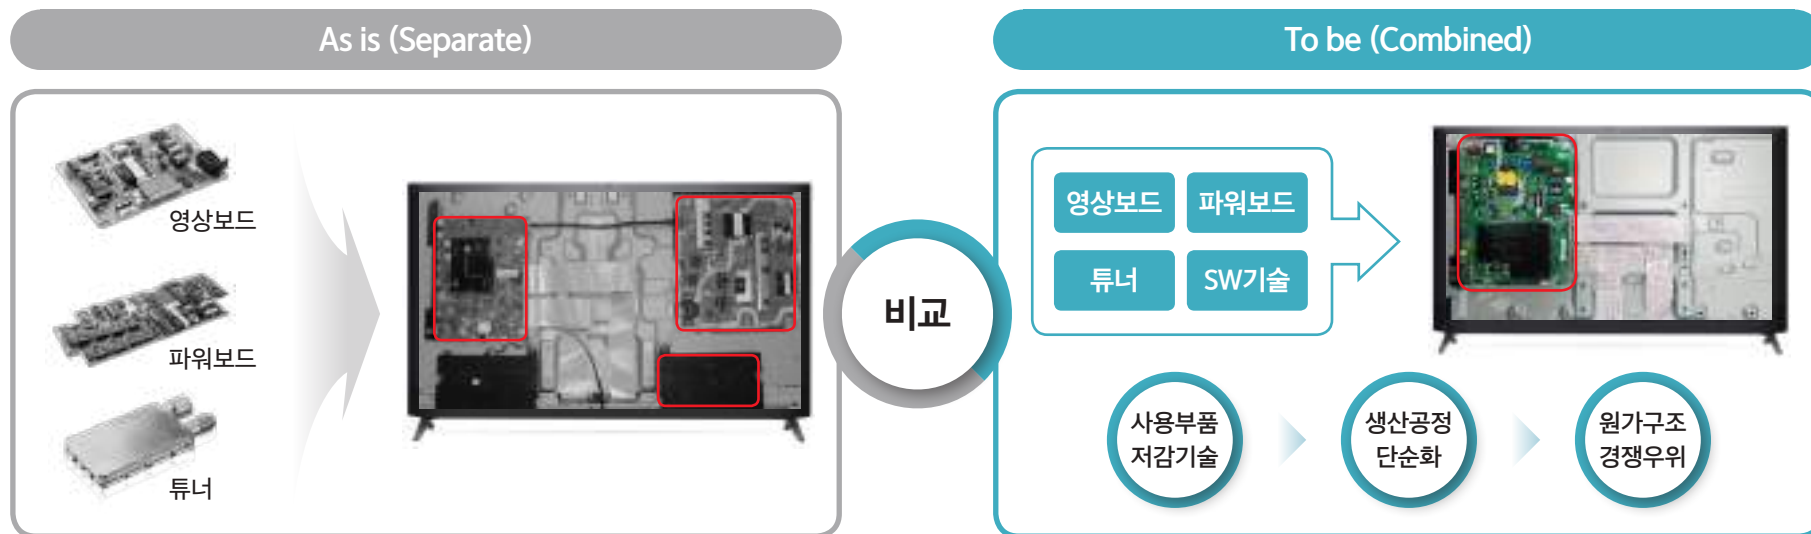 As is (Separate)
영상보드
파워보드
튜너
비교
To be (Combined)
영상보드
파워보드
튜너
SW기술
사용부품
저감기술
생산공정
단순화
원가구조
경쟁우위